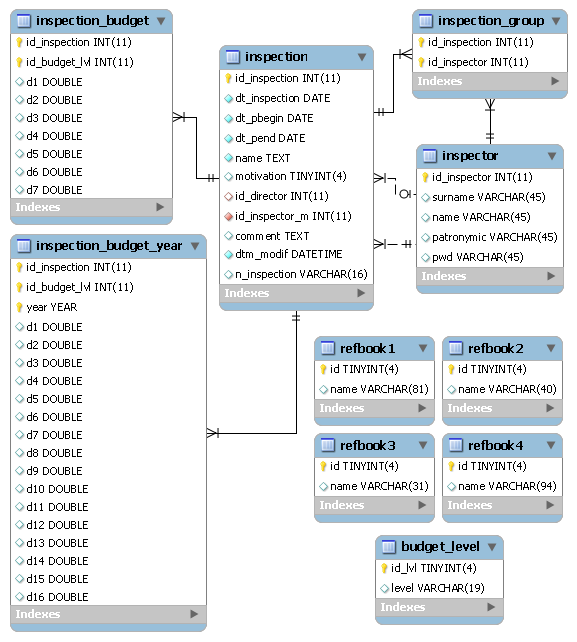 inspection_budget
id_inspection INT(11)
id_budget_lvl INT(11)
d1 DOUBLE
d2 DOUBLE
d3 DOUBLE
d4 DOUBLE
d5 DOUBLE
d6 DOUBLE
d7 DOUBLE
Indexes
inspection
id_inspection INT(11)
dt_inspection DATE
dt_pbegin DATE
dt_pend DATE
name TEXT
motivation TINYINT(4)
id_director INT(11)
id_inspector_m INT(11)
comment TEXT
dtm_modif DATETIME
n_inspection VARCHAR(16)
Indexes
inspection_group
id_inspection INT(11)
id_inspector INT(11)
Indexes
inspector
id_inspector INT(11)
surname VARCHAR(45)
name VARCHAR(45)
patronymic VARCHAR(45)
pwd VARCHAR(45)
Indexes
inspection_budget_year
id_inspection INT(11)
id_budget_lvl INT(11)
year YEAR
d1 DOUBLE
d2 DOUBLE
d3 DOUBLE
d4 DOUBLE
d5 DOUBLE
d6 DOUBLE
d7 DOUBLE
d8 DOUBLE
d9 DOUBLE
d10 DOUBLE
d11 DOUBLE
d12 DOUBLE
d13 DOUBLE
d14 DOUBLE
d15 DOUBLE
d16 DOUBLE
Indexes
refbook1
id TINYINT(4)
name VARCHAR(81)
Indexes
refbook2
id TINYINT(4)
name VARCHAR(40)
Indexes
refbook3
id TINYINT(4)
name VARCHAR(31)
Indexes
refbook4
id TINYINT(4)
name VARCHAR(94)
Indexes
budget_level
id_lvl TINYINT(4)
level VARCHAR(19)
Indexes